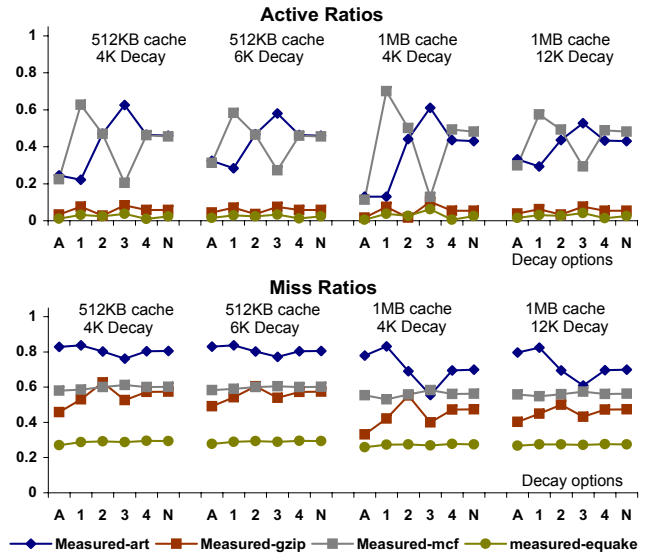 Active Ratios
1
0.8
0.6
0.4
0.2
0
512KB cache
4K Decay
512KB cache
6K Decay
1MB cache
4K Decay
1MB cache
12K Decay
A 1 2 3 4 N A 1 2 3 4 N A 1 2 3 4 N A 1 2 3 4 N
Decay options
Miss Ratios
1
0.8
0.6
0.4
0.2
0
512KB cache
4K Decay
512KB cache
6K Decay
1MB cache
4K Decay
1MB cache
12K Decay
Decay options
A 1 2 3 4 N A 1 2 3 4 N A 1 2 3 4 N A 1 2 3 4 N
Measured-art Measured-gzip Measured-mcf measured-equake